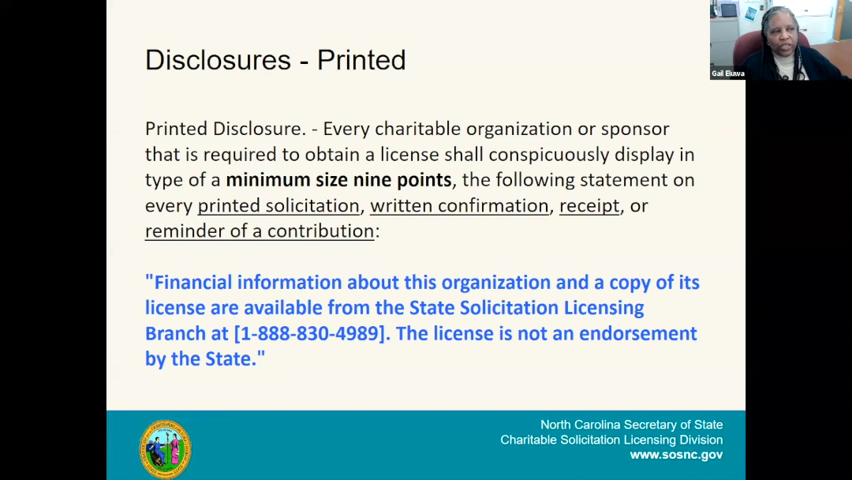 Disclosures - Printed
Gail Eluwa
Printed Disclosure. - Every charitable organization or sponsor
that is required to obtain a license shall conspicuously display in
type of a minimum size nine points, the following statement on
every printed solicitation, written confirmation, receipt, or
reminder of a contribution:
"Financial information about this organization and a copy of its
license are available from the State Solicitation Licensing
Branch at [1-888-830-4989]. The license is not an endorsement
by the State."
North Carolina Secretary of State
Charitable Solicitation Licensing Division
www.sosnc.gov